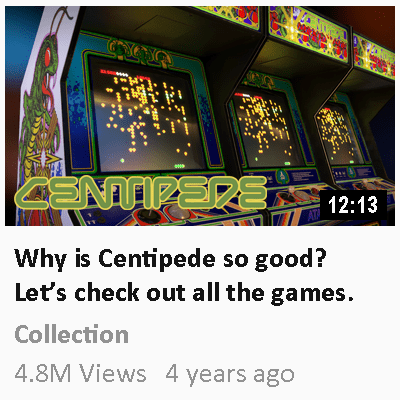 CENTIPEDE
12:13
Why is Centipede so good?
Let's check out all the games.
Collection
4.8M Views 4 years ago